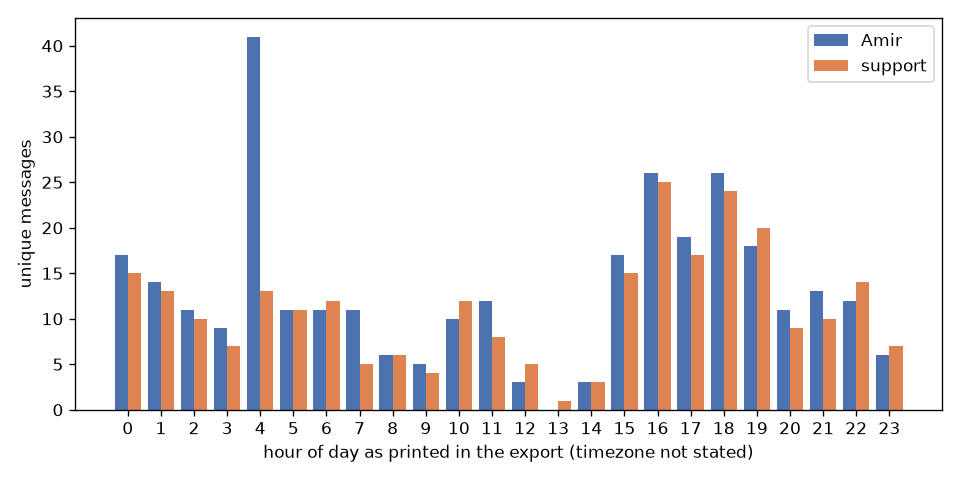 Amir
support
unique messages
40
35
30
25
20
15
10
5
0
0 1 2 3 4 5 6 7 8 9 10 11 12 13 14 15 16 17 18 19 20 21 22 23
hour of day as printed in the export (timezone not stated)